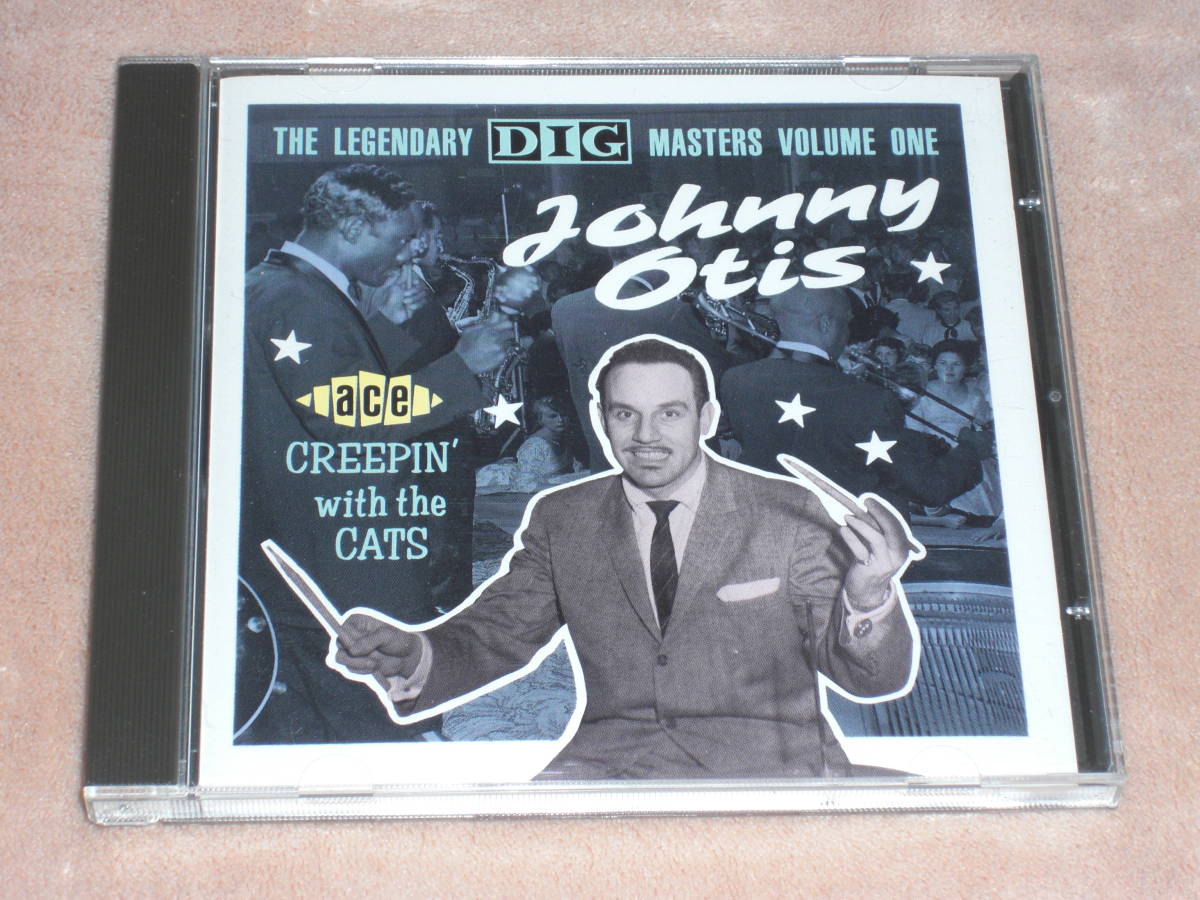 THE LEGENDARY DIG MASTERS VOLUME ONE
Johnny
Otis
ace
CREEPIN'
with the
CATS